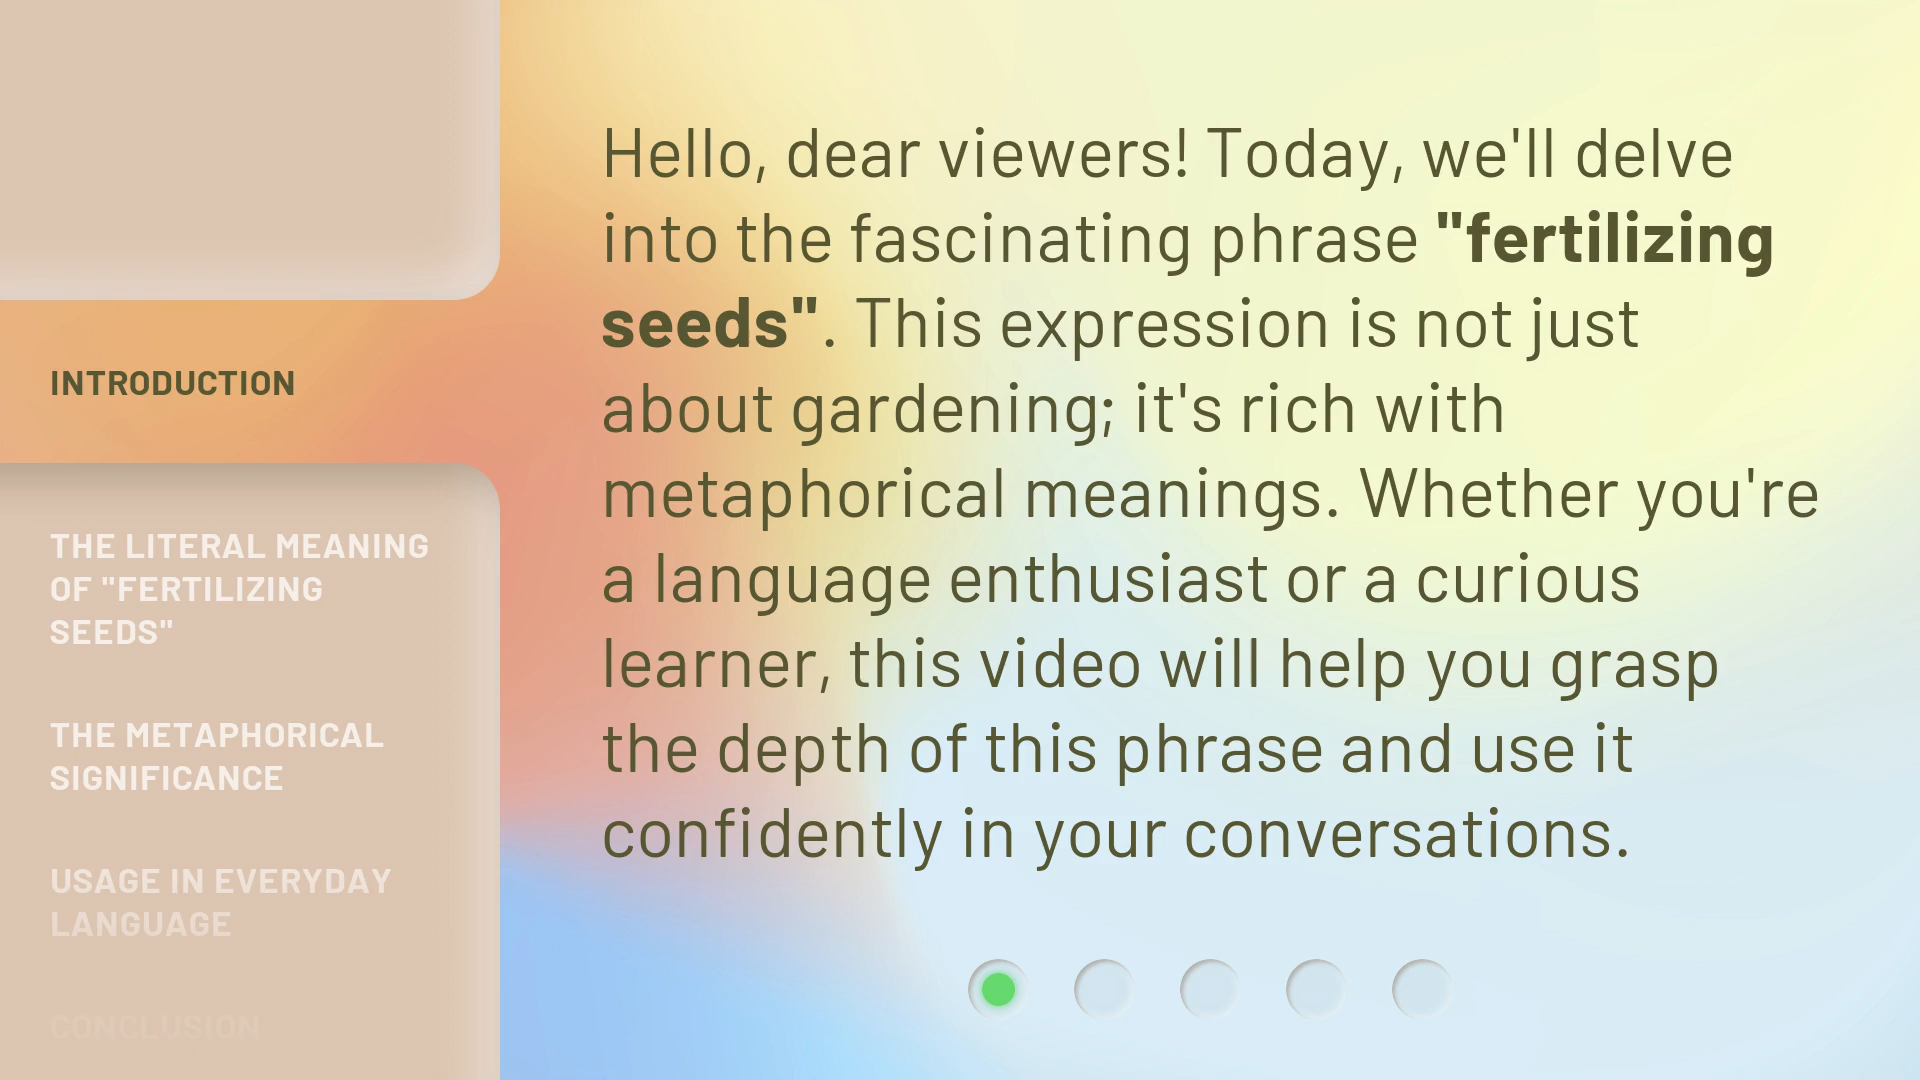 INTRODUCTION
THE LITERAL MEANING
OF "FERTILIZING
SEEDS"
THE METAPHORICAL
SIGNIFICANCE
USAGE IN EVERYDAY
LANGUAGE
CONCLUSION
Hello, dear viewers! Today, we'll delve
into the fascinating phrase "fertilizing
seeds". This expression is not just
about gardening; it's rich with
metaphorical meanings. Whether you're
a language enthusiast or a curious
learner, this video will help you grasp
the depth of this phrase and use it
confidently in your conversations.